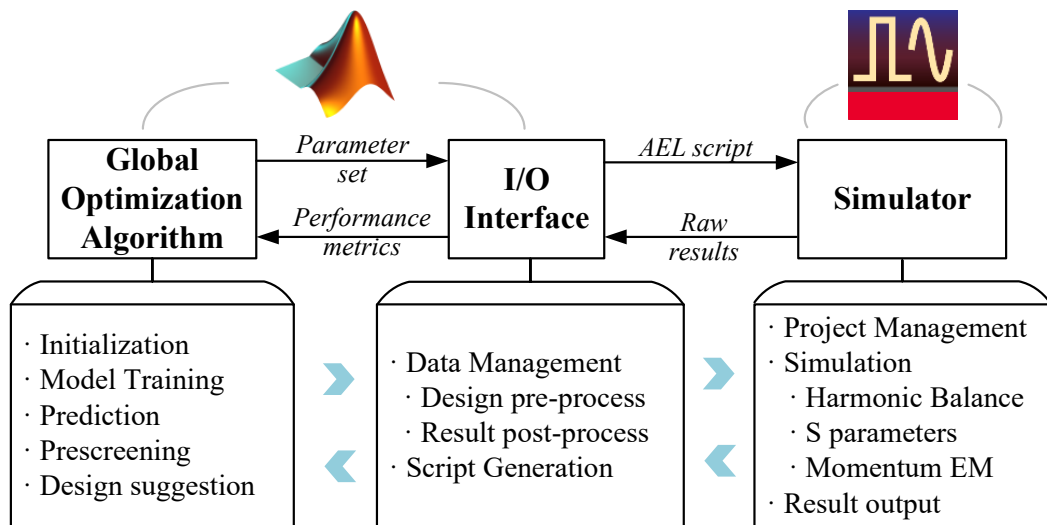 Global
Optimization
Algorithm
Parameter
set
Performance
metrics
I/O
Interface
AEL script
Raw
results
Simulator
· Initialization
· Model Training
· Prediction
· Prescreening
· Design suggestion
· Data Management
· Design pre-process
· Result post-process
· Script Generation
· Project Management
· Simulation
· Harmonic Balance
· S parameters
· Momentum EM
· Result output